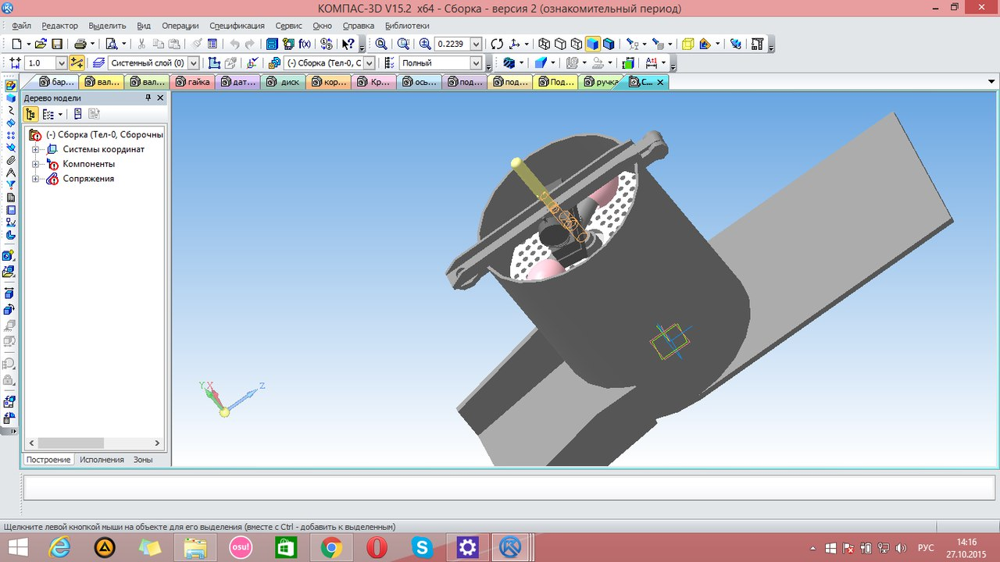 КОМПАС-3D V15.2 x64 - Сборка - версия 2 (ознакомительный период)
Файл Редактор Выделить Вид Операции Спецификация Сервис Окно Справка Библиотеки
0.2239
1.0 Системный слой (0) (-) Сборка (Тел-0, С Полный
бар... вал... вал... гайка дат... диск кор... Кр... ось... под... под... Под... ручка С...
Дерево модели
(-) Сборка (Тел-0, Сборочны
Системы координат
Компоненты
Сопряжения
Y X Z
Построение Исполнения Зоны
Щелкните левой кнопкой мыши на объекте для его выделения (вместе с Ctrl - добавить к выделенным)
osu!
РУС
14:16
27.10.2015